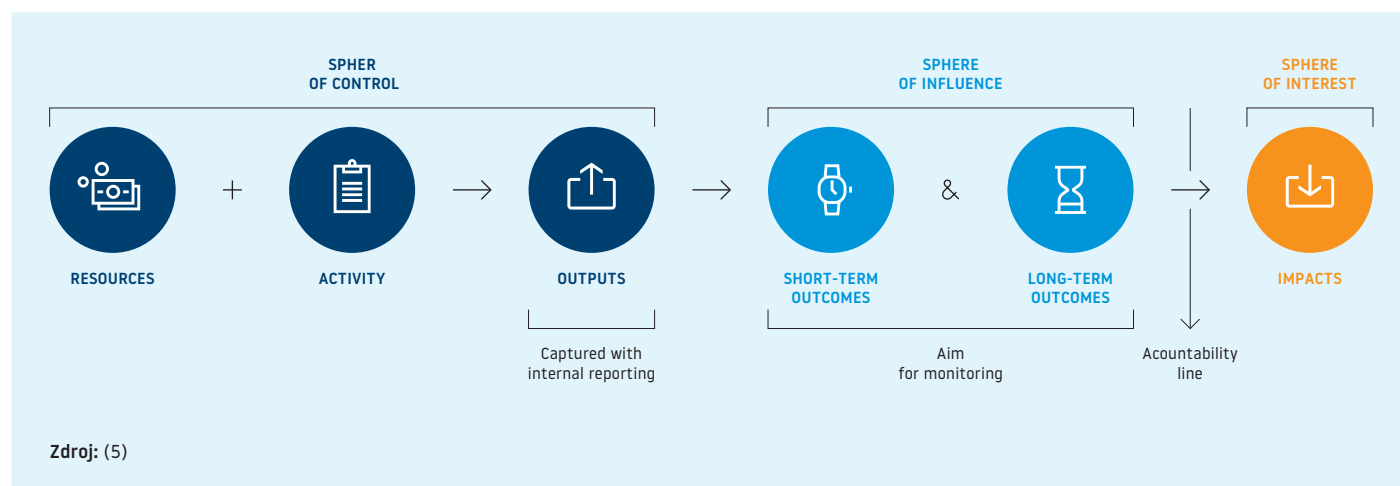 SPHER
OF CONTROL
SPHERE
OF INFLUENCE
SPHERE
OF INTEREST
+
&
RESOURCES
ACTIVITY
OUTPUTS
SHORT-TERM
OUTCOMES
LONG-TERM
OUTCOMES
IMPACTS
Captured with
internal reporting
Aim
for monitoring
Acountability
line
Zdroj: (5)